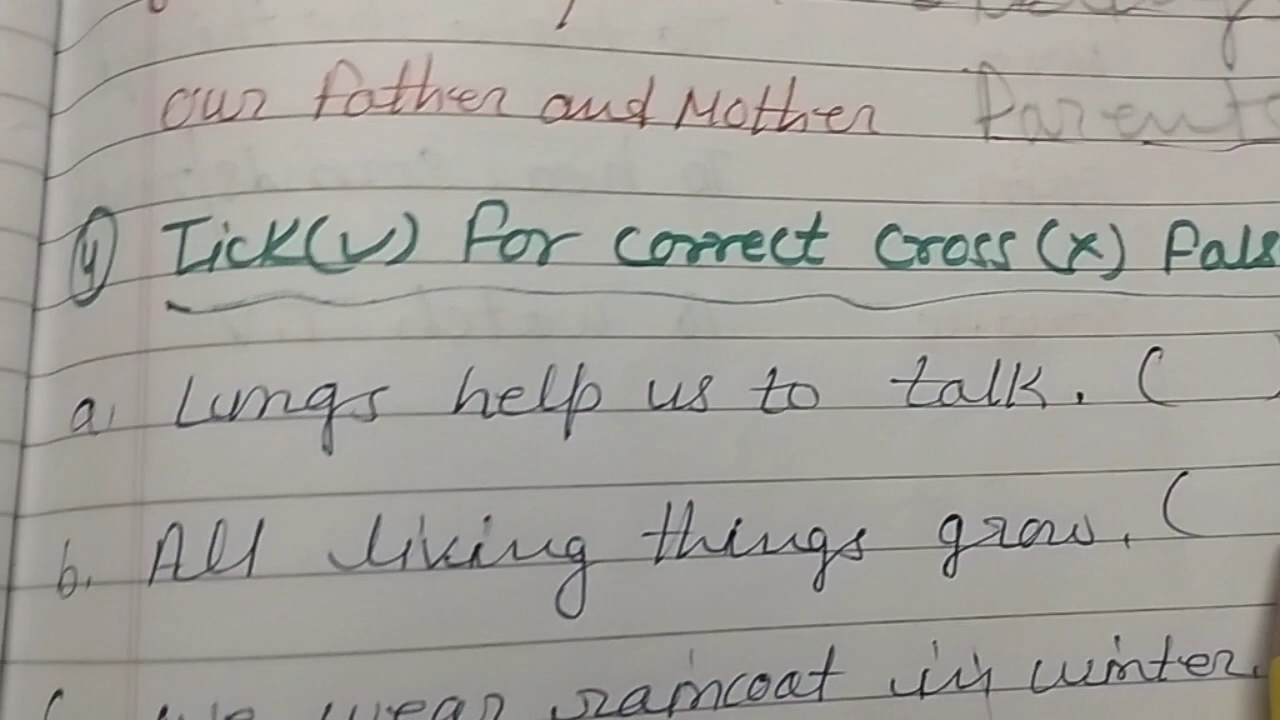 our father and Mother Parents
4) Tick(✓) for correct cross (x) fals
a. Lungs help us to talk. ( )
b. All living things grow. (
wear raincoat in winter.